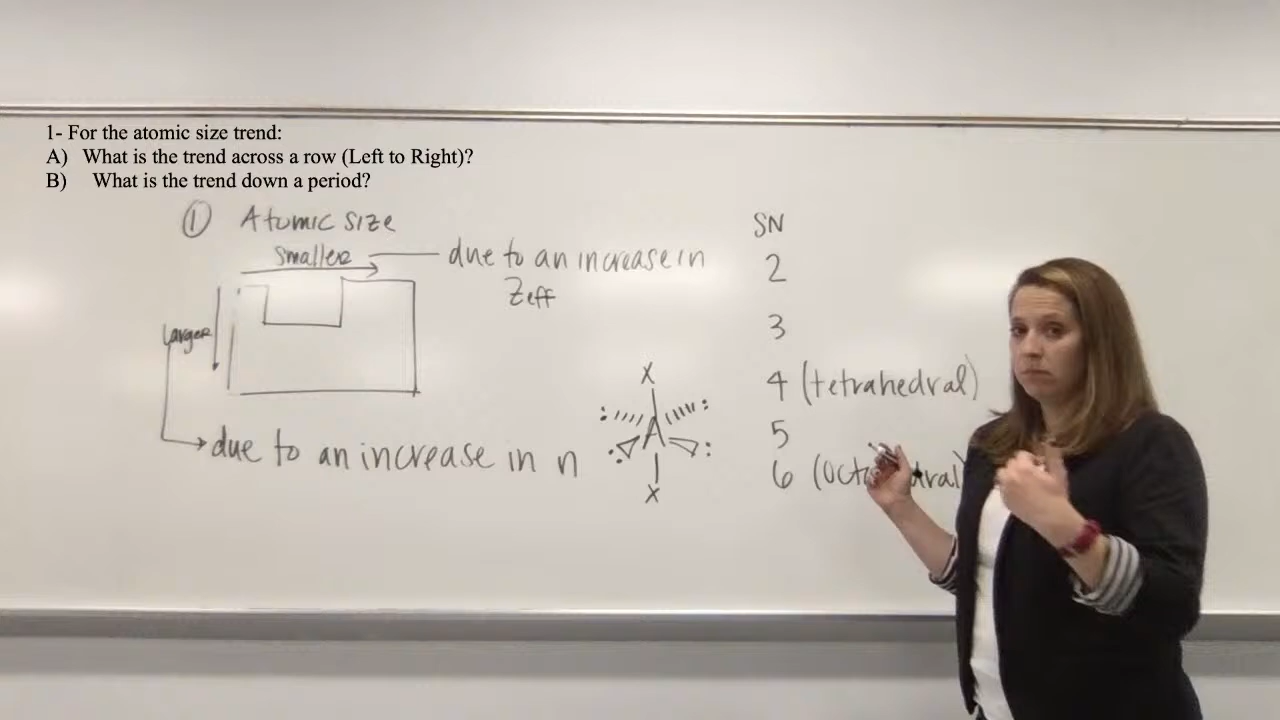 1- For the atomic size trend:
A) What is the trend across a row (Left to Right)?
B) What is the trend down a period?
① Atomic size
Smaller
due to an increase in
Zeff
Larger
due to an increase in n
X
A
X
SN
2
3
4 (tetrahedral)
5
6